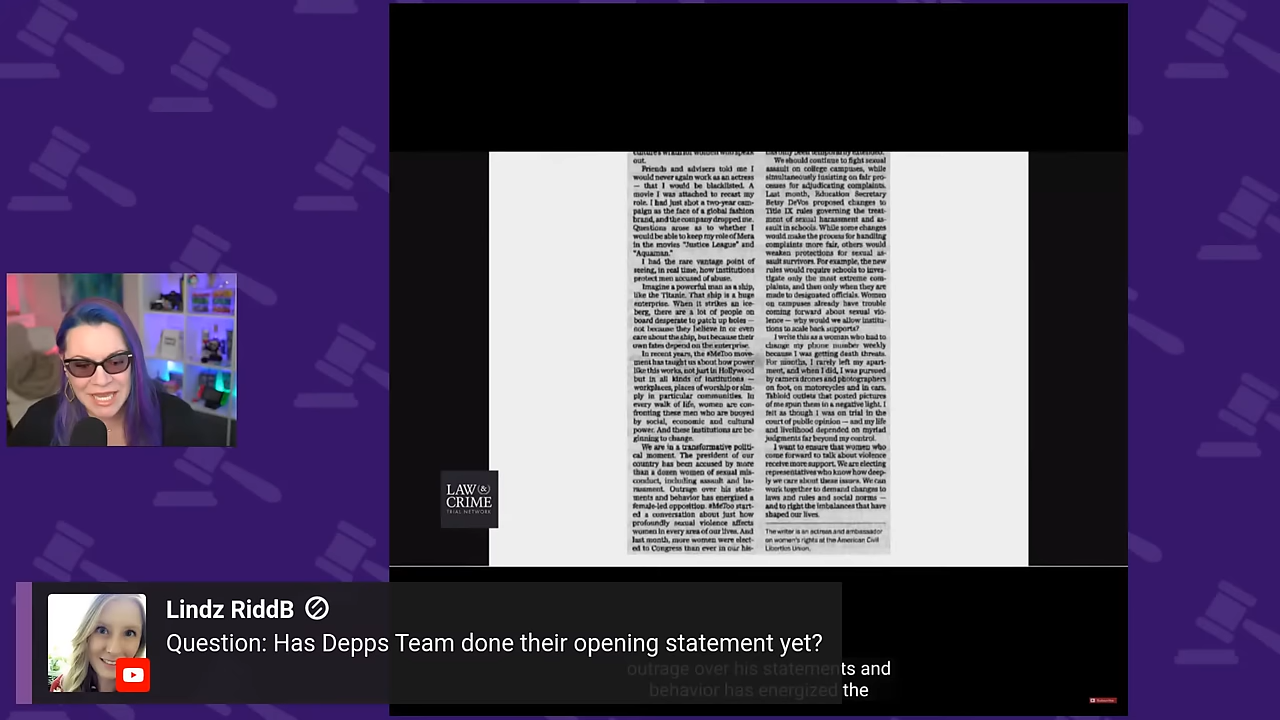 out.
Friends and advisers told me I
would never again work as an actress
— that I would be blacklisted. A
movie I was attached to recast my
role. I had just shot a two-year cam-
paign as the face of a global fashion
brand, and the company dropped me.
Questions arose as to whether I
would be able to keep my role of Mera
in the movies "Justice League" and
"Aquaman."
I had the rare vantage point of
seeing, in real time, how institutions
protect men accused of abuse.
Imagine a powerful man as a ship,
like the Titanic. That ship is a huge
enterprise. When it strikes an ice-
berg, there are a lot of people on
board desperate to patch up holes —
not because they believe in or even
care about the ship, but because their
own fates depend on the enterprise.
In recent years, the #MeToo move-
ment has taught us about how power
like this works, not just in Hollywood
but in all kinds of institutions —
workplaces, places of worship or sim-
ply in particular communities. In
every walk of life, women are con-
fronting these men who are buoyed
by social, economic and cultural
power. And these institutions are be-
ginning to change.
We are in a transformative politi-
cal moment. The president of our
country has been accused by more
than a dozen women of sexual mis-
conduct, including assault and ha-
rassment. Outrage over his state-
ments and behavior has energized a
female-led opposition. #MeToo start-
ed a conversation about just how
profoundly sexual violence affects
women in every area of our lives. And
last month, more women were elect-
ed to Congress than ever in our his-
We should continue to fight sexual
assault on college campuses, while
simultaneously insisting on fair pro-
cesses for adjudicating complaints.
Last month, Education Secretary
Betsy DeVos proposed changes to
Title IX rules governing the treat-
ment of sexual harassment and as-
sault in schools. While some changes
would make the process for handling
complaints more fair, others would
weaken protections for sexual as-
sault survivors. For example, the new
rules would require schools to inves-
tigate only the most extreme com-
plaints, and then only when they are
made to designated officials. Women
on campuses already have trouble
coming forward about sexual vio-
lence — why would we allow institu-
tions to scale back supports?
I write this as a woman who had to
change my phone number weekly
because I was getting death threats.
For months, I rarely left my apart-
ment, and when I did, I was pursued
by camera drones and photographers
on foot, on motorcycles and in cars.
Tabloid outlets that posted pictures
of me spun them in a negative light. I
felt as though I was on trial in the
court of public opinion — and my life
and livelihood depended on myriad
judgments far beyond my control.
I want to ensure that women who
come forward to talk about violence
receive more support. We are electing
representatives who know how deep-
ly we care about these issues. We can
work together to demand changes to
laws and rules and social norms —
and to right the imbalances that have
shaped our lives.
The writer is an actress and ambassador
on women's rights at the American Civil
Liberties Union.
LAW &
CRIME
TRIAL NETWORK
Lindz RiddB
Question: Has Depps Team done their opening statement yet?
outrage over his statements and
behavior has energized the